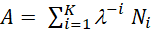 A = ∑_{i=1}^{K} λ^{-i} N_i